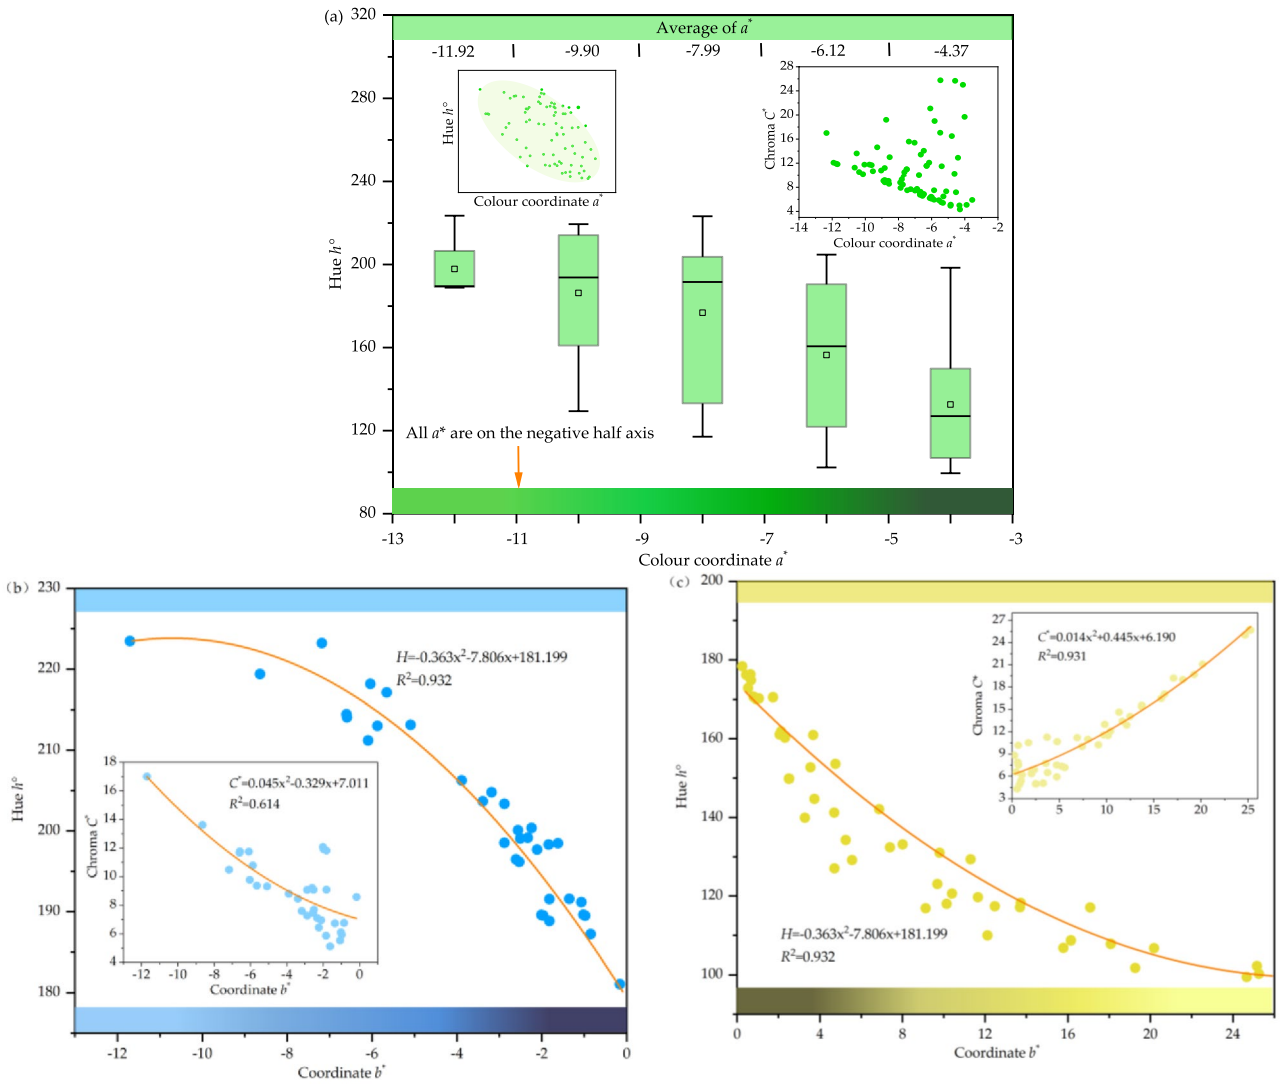 (a)
Average of a*
-11.92 | -9.90 | -7.99 | -6.12 | -4.37
320
280
240
200
160
120
80
Hue h°
Hue h°
Colour coordinate a*
28
24
20
16
12
8
4
Chroma C*
-14 -12 -10 -8 -6 -4 -2
Colour coordinate a*
All a* are on the negative half axis
-13 -11 -9 -7 -5 -3
Colour coordinate a*
(b)
230
220
210
200
190
180
Hue h°
H=-0.363x²-7.806x+181.199
R²=0.932
18
16
14
12
10
8
6
4
Chroma C*
C*=0.045x²-0.329x+7.011
R²=0.614
-12 -10 -8 -6 -4 -2 0
Coordinate b*
-12 -10 -8 -6 -4 -2 0
Coordinate b*
(c)
200
180
160
140
120
100
Hue h°
27
24
21
18
15
12
9
6
3
Chroma C*
C*=0.014x²+0.445x+6.190
R²=0.931
0 5 10 15 20 25
H=-0.363x²-7.806x+181.199
R²=0.932
0 4 8 12 16 20 24
Coordinate b*